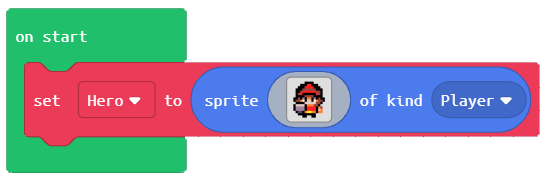 on start
set Hero to sprite of kind Player